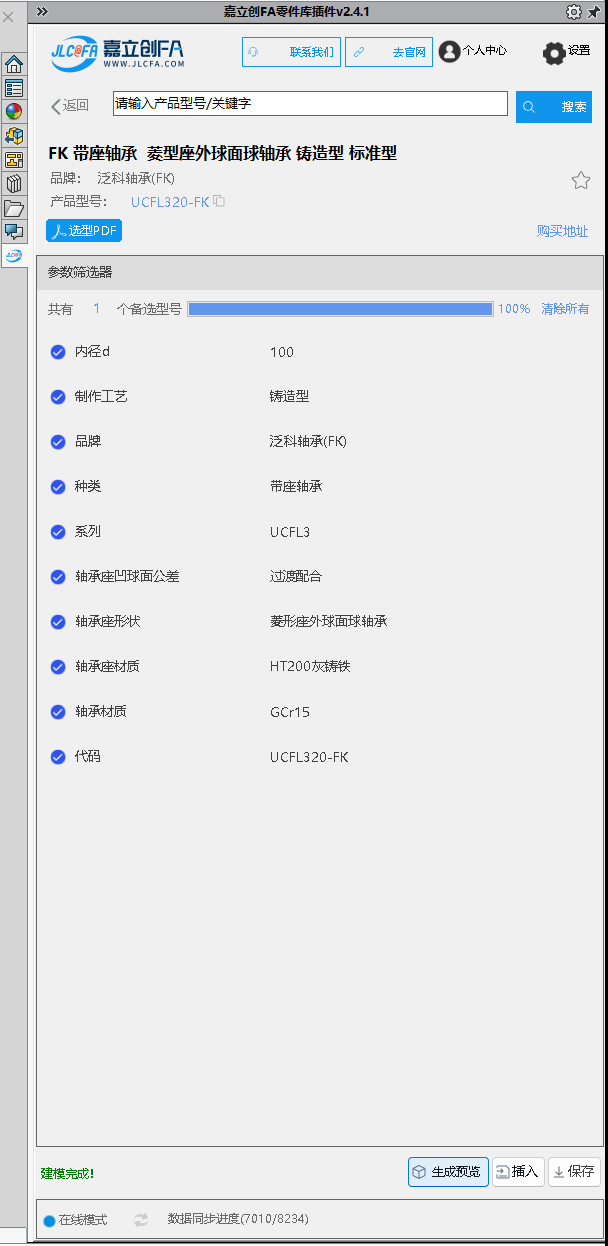 嘉立创FA零件库插件v2.4.1
JLC@FA 嘉立创FA
WWW.JLCFA.COM
联系我们 去官网 个人中心 设置
返回 请输入产品型号/关键字 搜索
FK 带座轴承 菱型座外球面球轴承 铸造型 标准型
品牌: 泛科轴承(FK)
产品型号: UCFL320-FK
选型PDF 购买地址
参数筛选器
共有 1 个备选型号 100% 清除所有
内径d 100
制作工艺 铸造型
品牌 泛科轴承(FK)
种类 带座轴承
系列 UCFL3
轴承座凹球面公差 过渡配合
轴承座形状 菱形座外球面球轴承
轴承座材质 HT200灰铸铁
轴承材质 GCr15
代码 UCFL320-FK
建模完成! 生成预览 插入 保存
在线模式 数据同步进度(7010/8234)